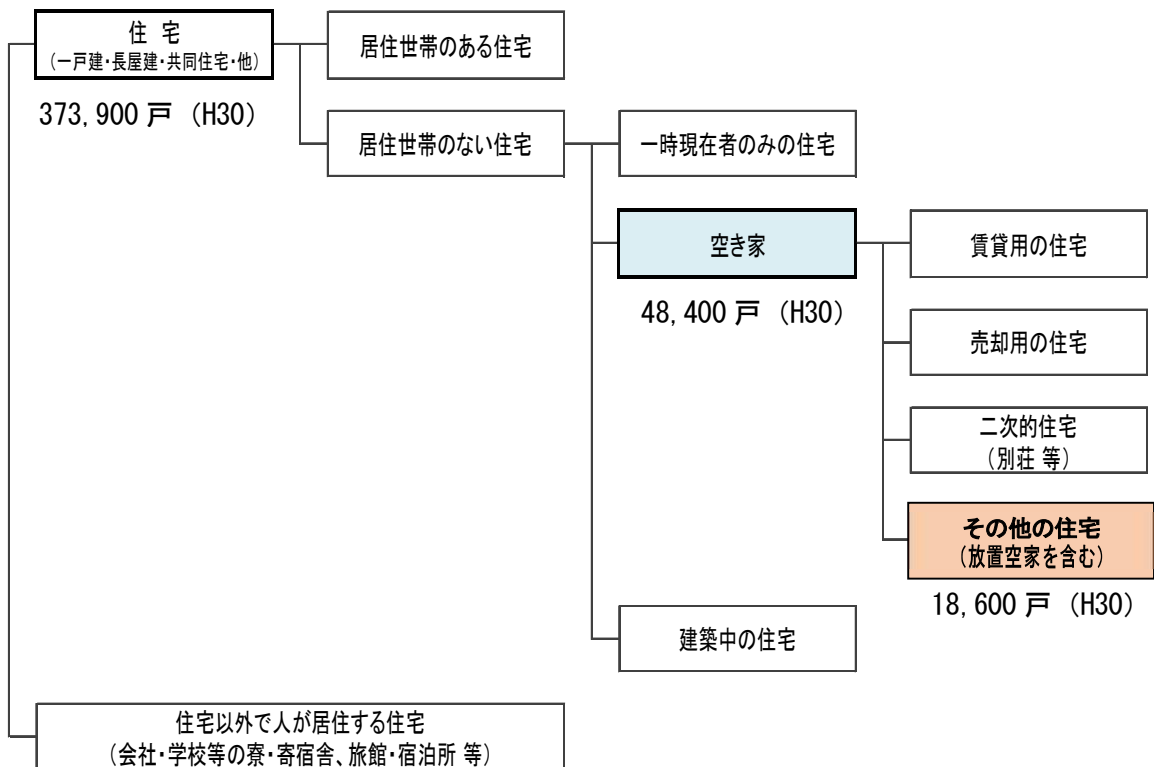 住 宅
(一戸建・長屋建・共同住宅・他)
373,900 戸 (H30)
居住世帯のある住宅
居住世帯のない住宅
一時現在者のみの住宅
空き家
48,400 戸 (H30)
賃貸用の住宅
売却用の住宅
二次的住宅
(別荘 等)
その他の住宅
(放置空家を含む)
18,600 戸 (H30)
建築中の住宅
住宅以外で人が居住する住宅
(会社・学校等の寮・寄宿舎、旅館・宿泊所 等)